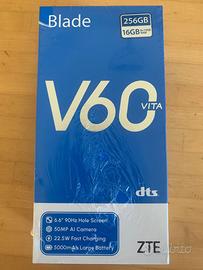 Blade
256GB
16GB
V60
VITA
dts
6.6" 90Hz Hole Screen
50MP AI Camera
22.5W Fast Charging
5000mAh Large Battery
ZTE